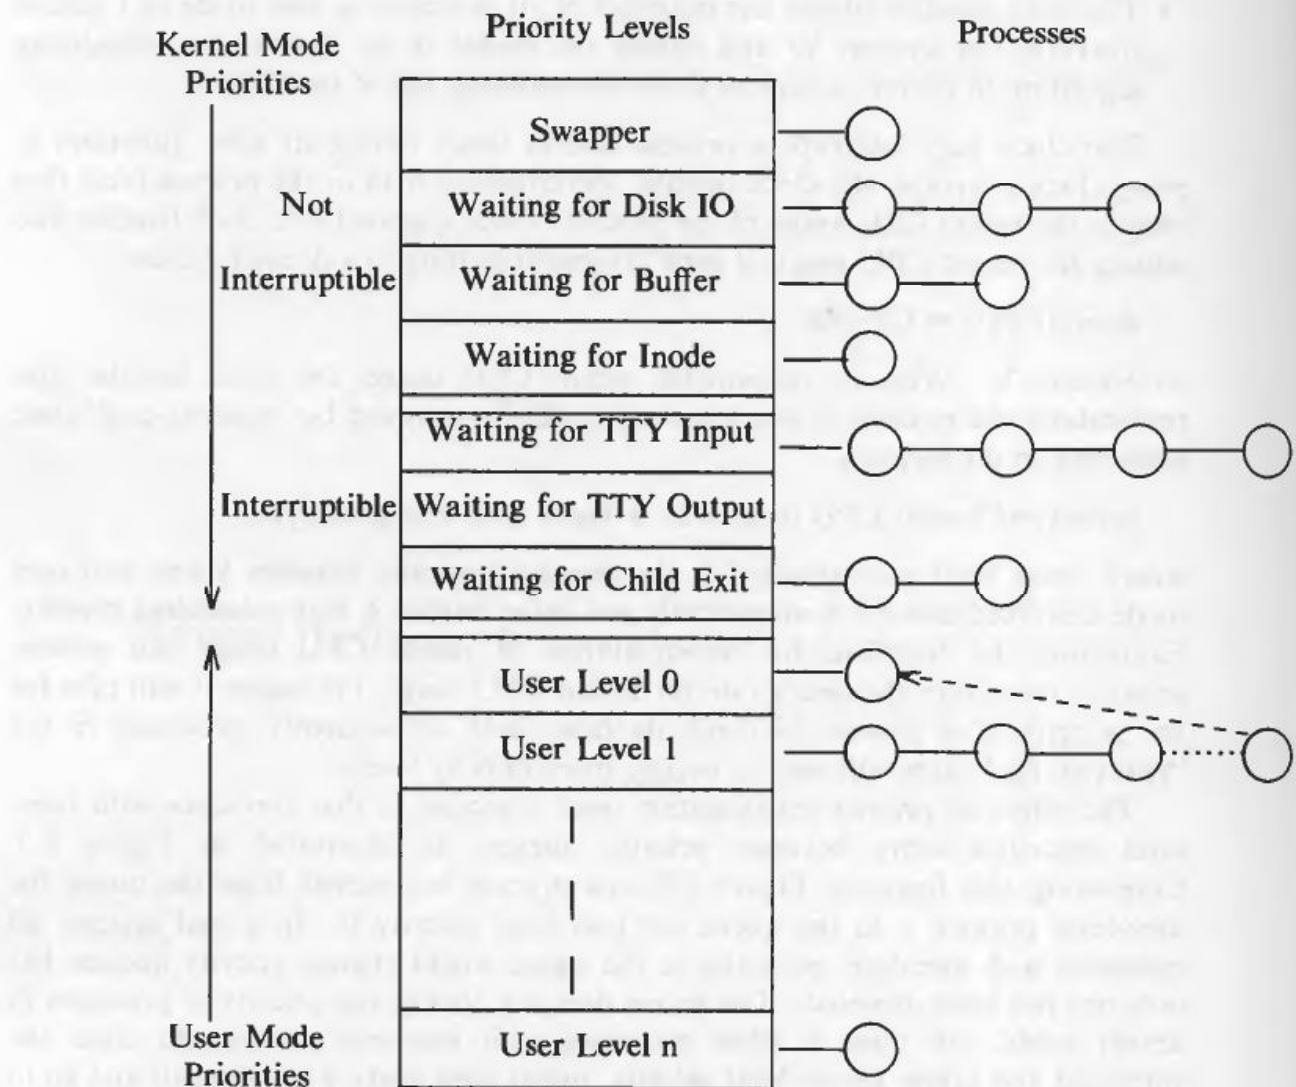 Kernel Mode
Priorities
Priority Levels
Processes
Swapper
Not
Waiting for Disk IO
Interruptible
Waiting for Buffer
Waiting for Inode
Waiting for TTY Input
Interruptible
Waiting for TTY Output
Waiting for Child Exit
User Level 0
User Level 1
User Mode
Priorities
User Level n